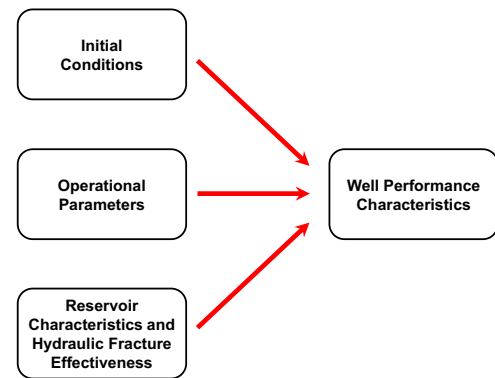 Initial
Conditions
Operational
Parameters
Well Performance
Characteristics
Reservoir
Characteristics and
Hydraulic Fracture
Effectiveness